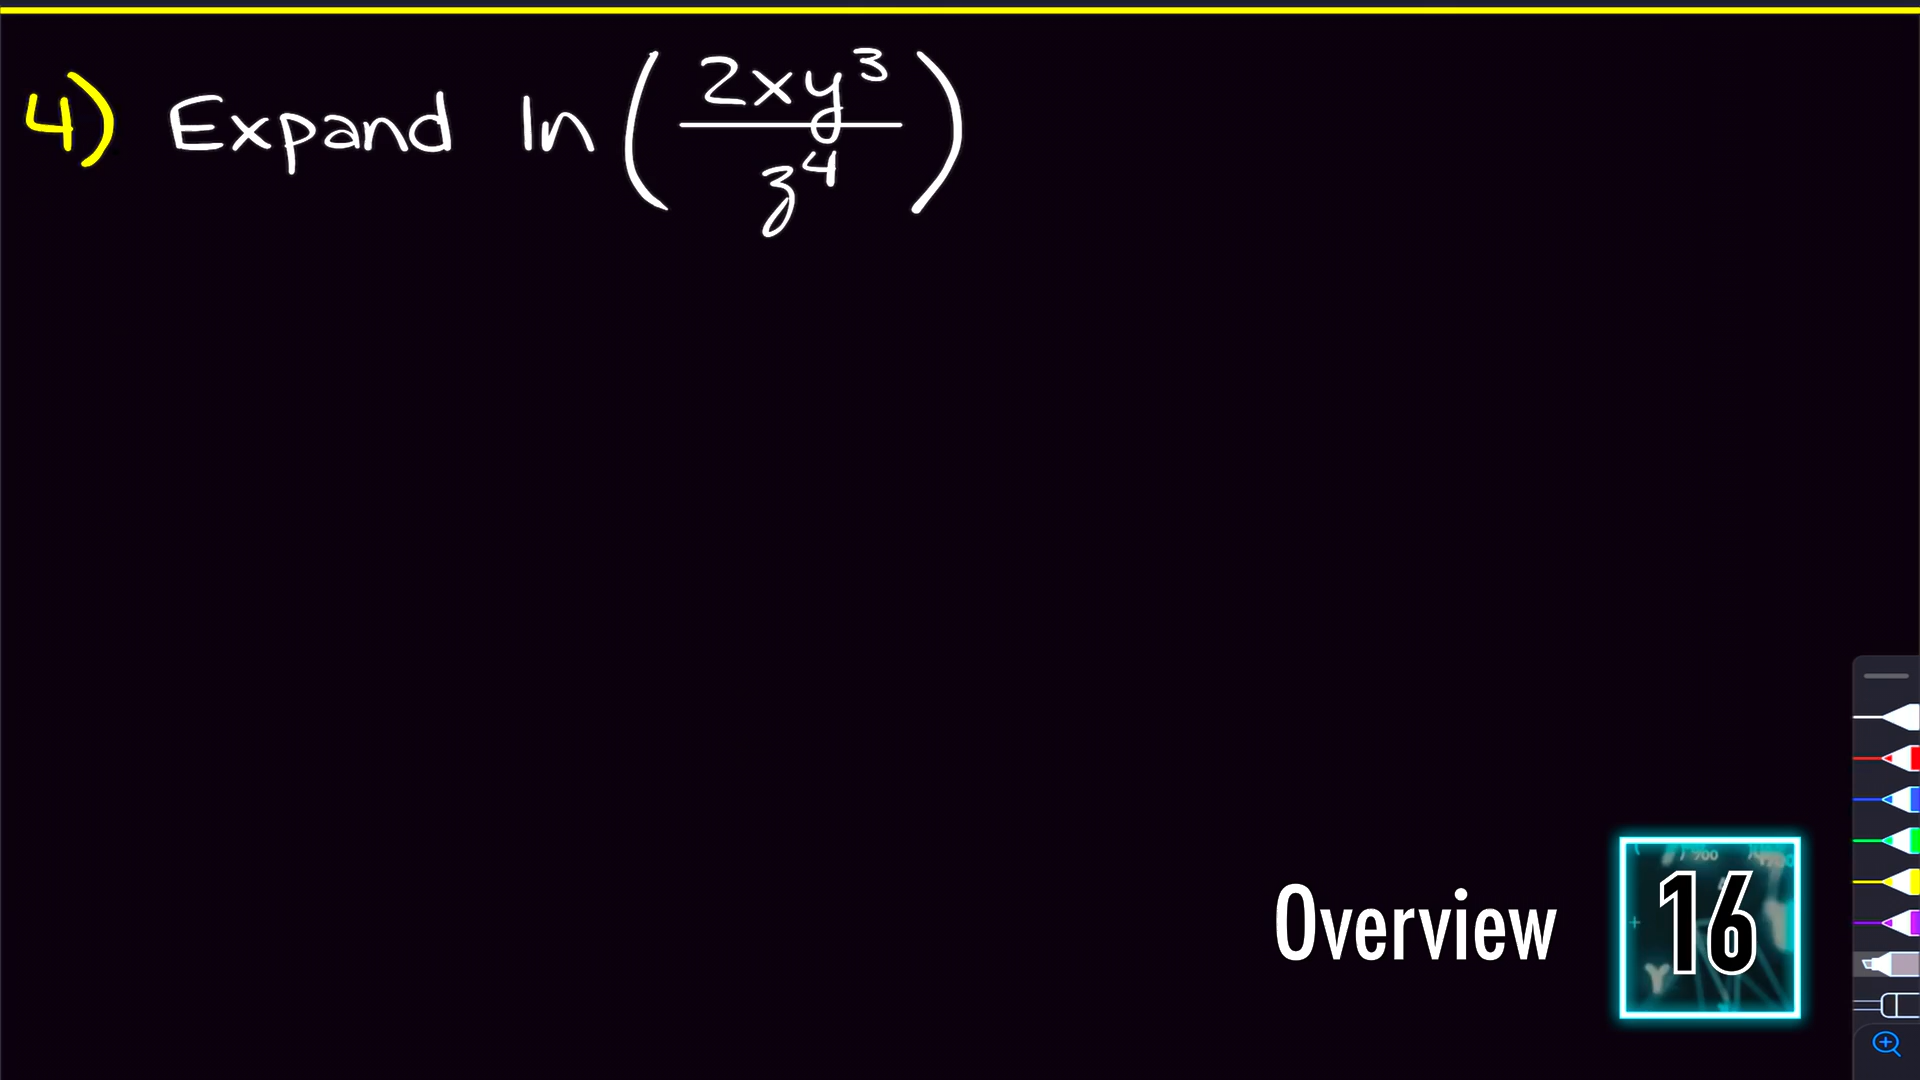 4) Expand ln(2xy³/z⁴)
Overview 16